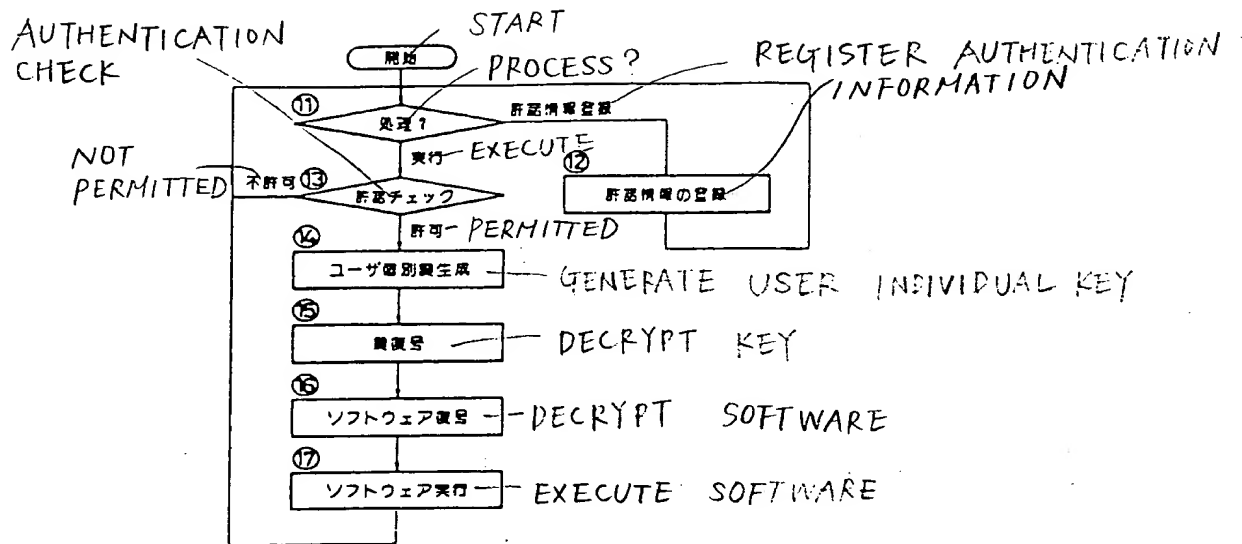 START
AUTHENTICATION
CHECK
開始
PROCESS?
REGISTER AUTHENTICATION
INFORMATION
⑪
処理?
許諾情報登録
実行
EXECUTE
⑫
許諾情報の登録
NOT
PERMITTED
不許可
⑬
許諾チェック
許可
PERMITTED
⑭
ユーザ個別鍵生成
GENERATE USER INDIVIDUAL KEY
⑮
鍵復号
DECRYPT KEY
⑯
ソフトウェア復号
DECRYPT SOFTWARE
⑰
ソフトウェア実行
EXECUTE SOFTWARE